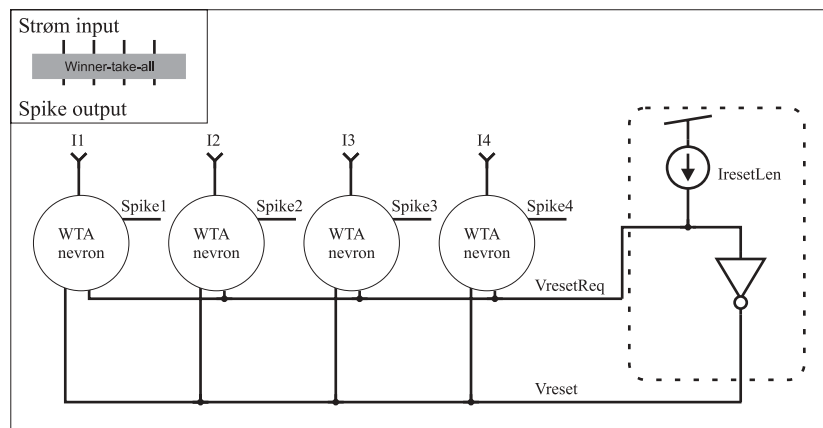 Strøm input
Winner-take-all
Spike output
I1
I2
I3
I4
IresetLen
Spike1
Spike2
Spike3
Spike4
WTA
nevron
WTA
nevron
WTA
nevron
WTA
nevron
VresetReq
Vreset